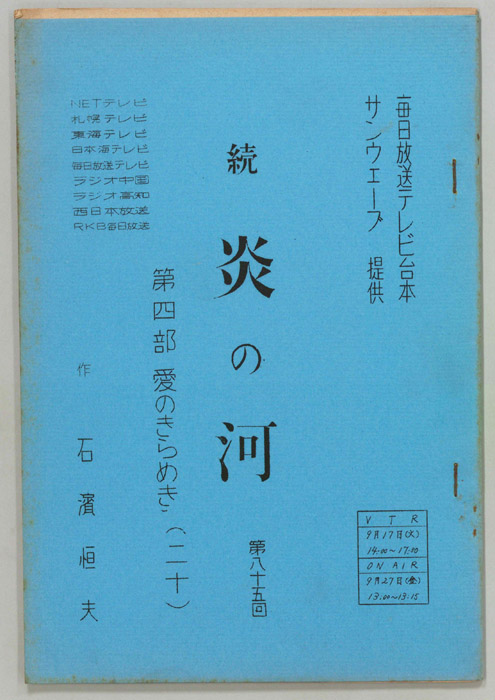 毎日放送テレビ台本
サンウェーブ 提供
続 炎の河
第八十五回
第四部 愛のきらめき(二十)
作 石濱恒夫
NETテレビ
札幌テレビ
東海テレビ
日本海テレビ
毎日放送テレビ
ラジオ中国
ラジオ高知
西日本放送
RKB毎日放送
VTR
9月17日(火)
14:00~17:00
ON AIR
9月27日(金)
13:00~13:15